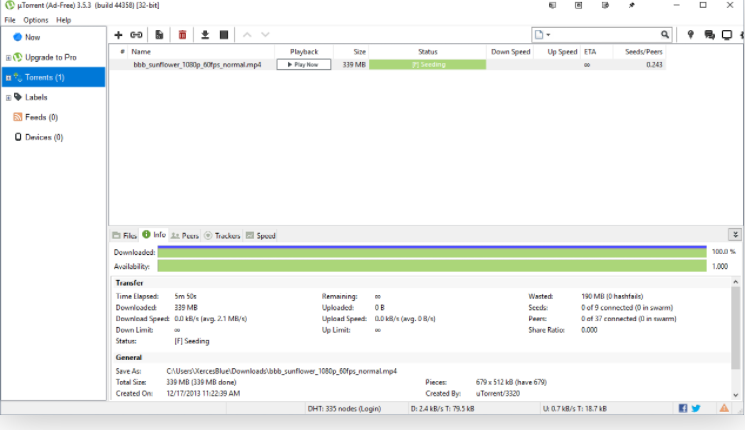 µTorrent (Ad-Free) 3.5.3 (build 44358) [32-bit]
File Options Help
Now
Upgrade to Pro
Torrents (1)
Labels
Feeds (0)
Devices (0)
# Name Playback Size Status Down Speed Up Speed ETA Seeds/Peers
bbb_sunflower_1080p_60fps_normal.mp4 Play Now 339 MB [F] Seeding ∞ 0.243
Files Info Peers Trackers Speed
Downloaded: 100.0 %
Availability: 1.000
Transfer
Time Elapsed: 5m 50s Remaining: ∞ Wasted: 190 MB (0 hashfails)
Downloaded: 339 MB Uploaded: 0 B Seeds: 0 of 9 connected (0 in swarm)
Download Speed: 0.0 kB/s (avg. 2.1 MB/s) Upload Speed: 0.0 kB/s (avg. 0 B/s) Peers: 0 of 37 connected (0 in swarm)
Down Limit: ∞ Up Limit: ∞ Share Ratio: 0.000
Status: [F] Seeding
General
Save As: C:\Users\XercesBlue\Downloads\bbb_sunflower_1080p_60fps_normal.mp4
Total Size: 339 MB (339 MB done) Pieces: 679 x 512 kB (have 679)
Created On: 12/17/2013 11:22:39 AM Created By: uTorrent/3320
DHT: 335 nodes (Login) D: 2.4 kB/s T: 79.5 kB U: 0.7 kB/s T: 18.7 kB